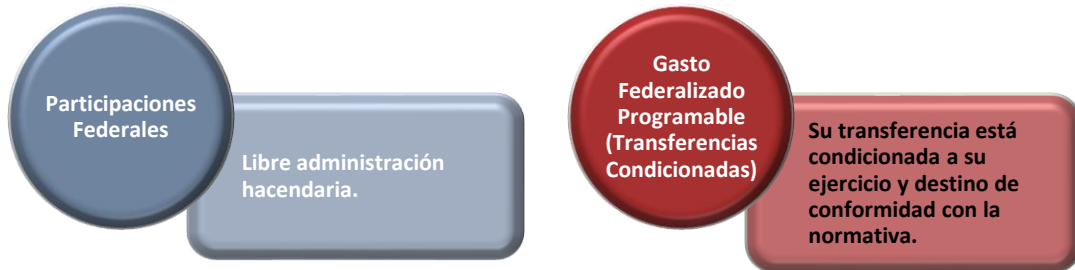 Participaciones
Federales
Libre administración
hacendaria.
Gasto
Federalizado
Programable
(Transferencias
Condicionadas)
Su transferencia está
condicionada a su
ejercicio y destino de
conformidad con la
normativa.